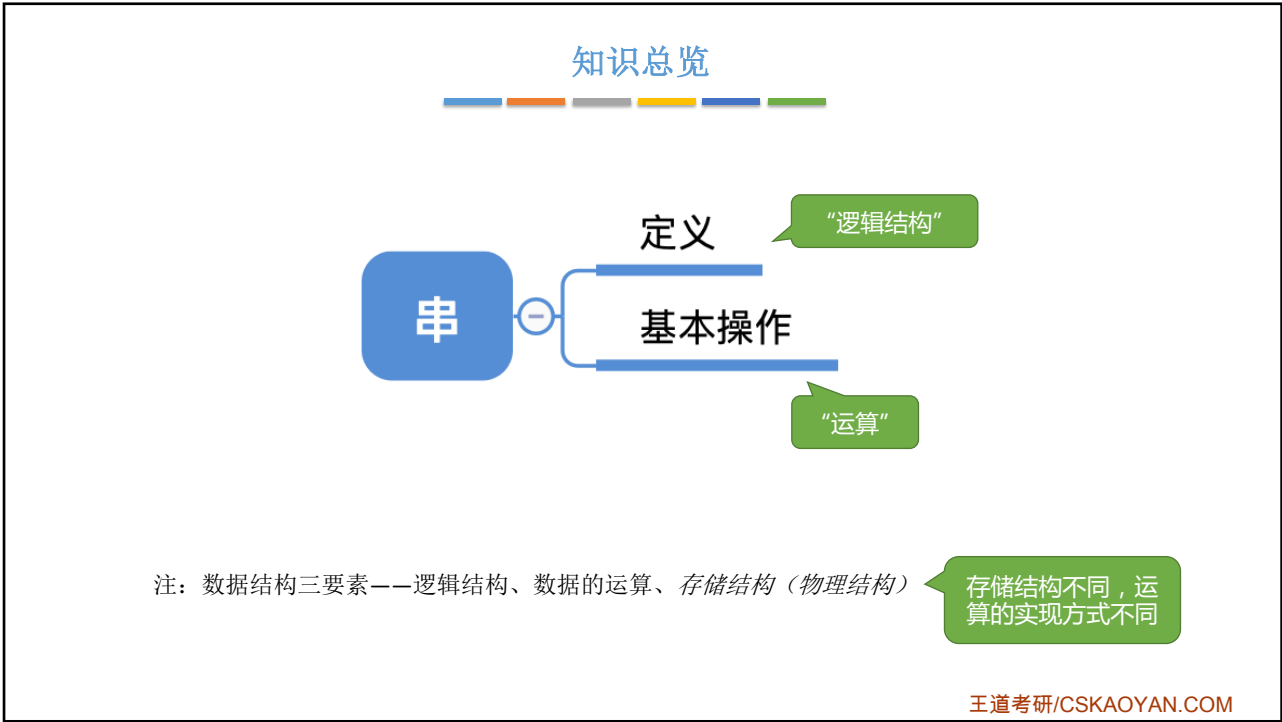 知识总览
定义
“逻辑结构”
串
基本操作
“运算”
注：数据结构三要素——逻辑结构、数据的运算、存储结构（物理结构）
存储结构不同，运
算的实现方式不同
王道考研/CSKAOYAN.COM